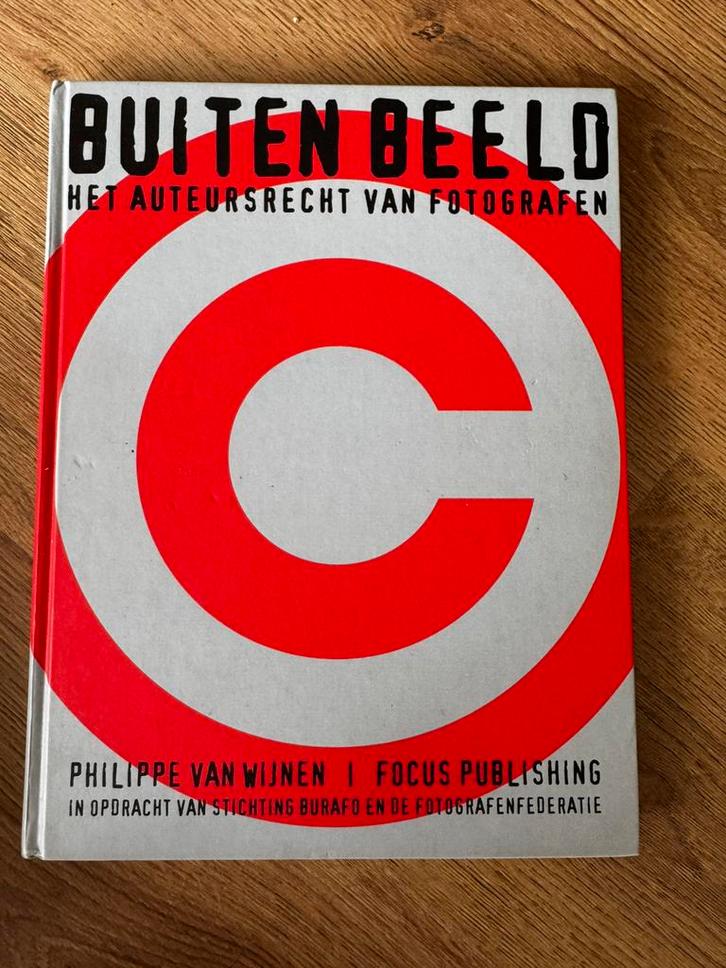 BUITEN BEELD
HET AUTEURSRECHT VAN FOTOGRAFEN
C
PHILIPPE VAN WIJNEN | FOCUS PUBLISHING
IN OPDRACHT VAN STICHTING BURAFO EN DE FOTOGRAFENFEDERATIE